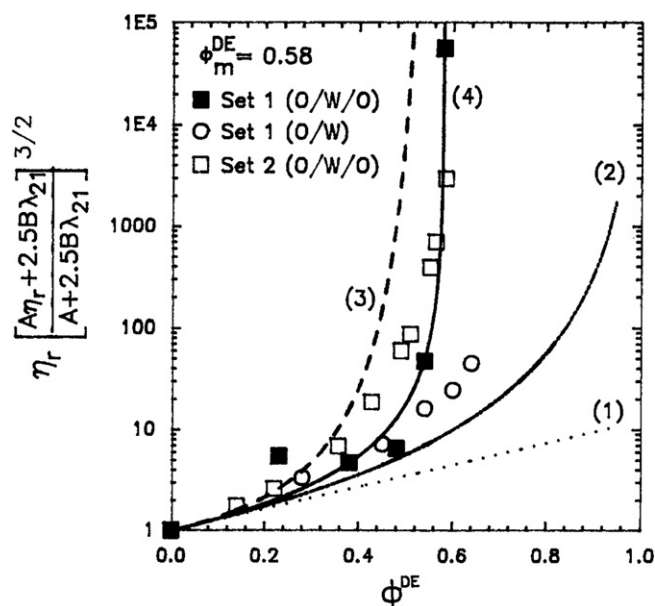 1E5
1E4
1000
100
10
1
ϕ_m^DE = 0.58
■ Set 1 (O/W/O)
○ Set 1 (O/W)
□ Set 2 (O/W/O)
(4)
(2)
(3)
(1)
η_r [Aη_r+2.5Bλ_21 / A+2.5Bλ_21]^3/2
0.0 0.2 0.4 0.6 0.8 1.0
Φ^DE